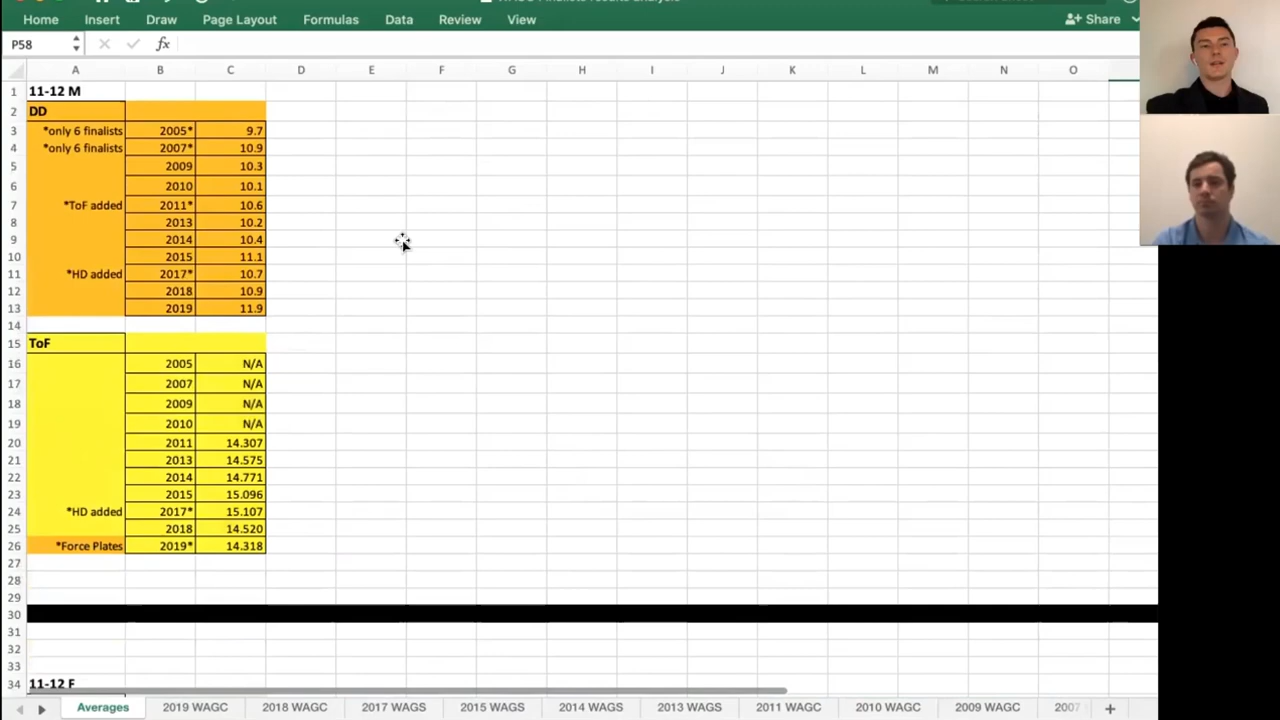 Home Insert Draw Page Layout Formulas Data Review View Share
P58 fx
A B C D E F G H I J K L M N O
1 11-12 M
2 DD
3 *only 6 finalists 2005* 9.7
4 *only 6 finalists 2007* 10.9
5 2009 10.3
6 2010 10.1
7 *ToF added 2011* 10.6
8 2013 10.2
9 2014 10.4
10 2015 11.1
11 *HD added 2017* 10.7
12 2018 10.9
13 2019 11.9
14
15 ToF
16 2005 N/A
17 2007 N/A
18 2009 N/A
19 2010 N/A
20 2011 14.307
21 2013 14.575
22 2014 14.771
23 2015 15.096
24 *HD added 2017* 15.107
25 2018 14.520
26 *Force Plates 2019* 14.318
27
28
29
30
31
32
33
34 11-12 F
Averages 2019 WAGC 2018 WAGC 2017 WAGS 2015 WAGS 2014 WAGS 2013 WAGS 2011 WAGC 2010 WAGC 2009 WAGC 2007